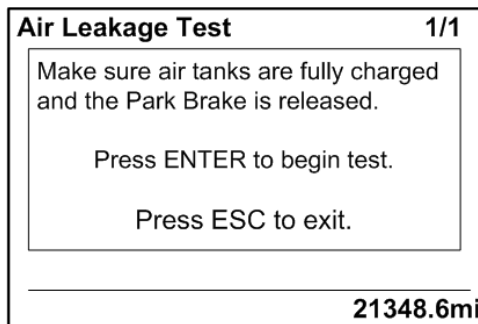 Air Leakage Test 1/1
Make sure air tanks are fully charged
and the Park Brake is released.
Press ENTER to begin test.
Press ESC to exit.
21348.6mi